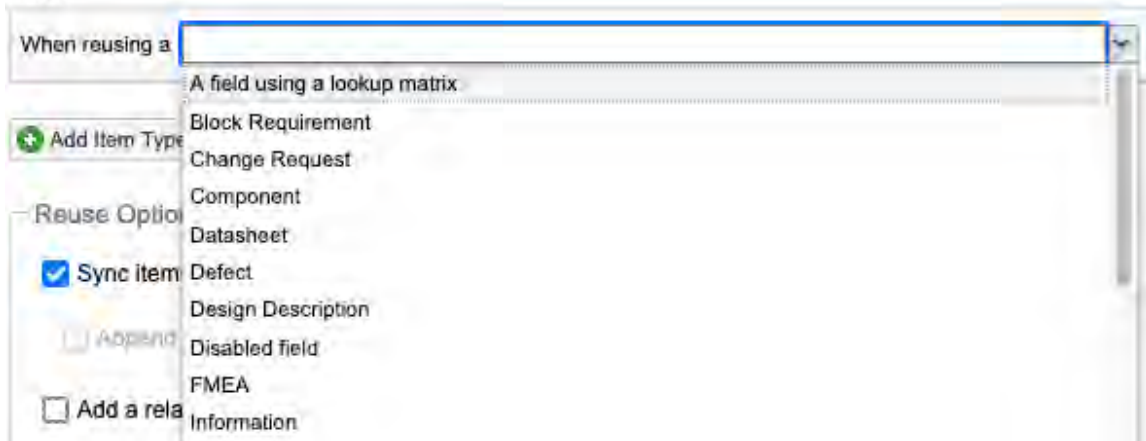 When reusing a
A field using a lookup matrix
Block Requirement
Add Item Type
Change Request
Component
Reuse Optio
Datasheet
Sync item
Defect
Design Description
Append
Disabled field
FMEA
Add a rela
Information